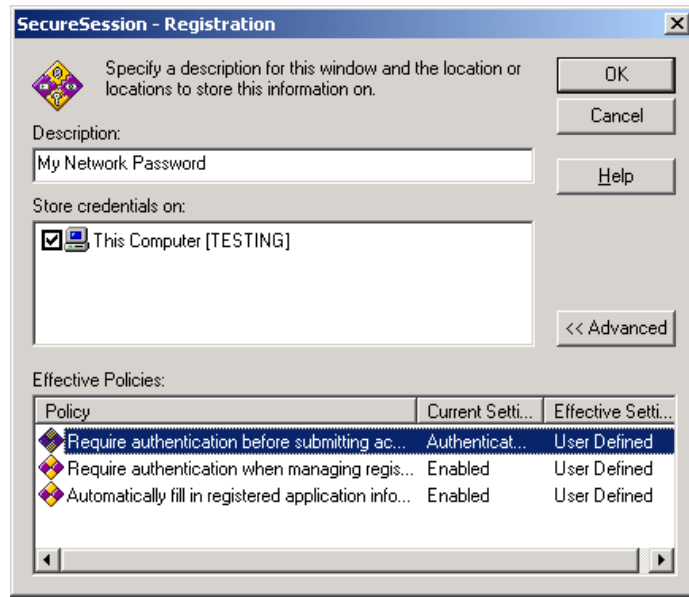 SecureSession - Registration
Specify a description for this window and the location or
locations to store this information on.
OK
Cancel
Description:
My Network Password
Help
Store credentials on:
This Computer [TESTING]
<< Advanced
Effective Policies:
Policy Current Setti... Effective Setti...
Require authentication before submitting ac... Authenticat... User Defined
Require authentication when managing regis... Enabled User Defined
Automatically fill in registered application info... Enabled User Defined